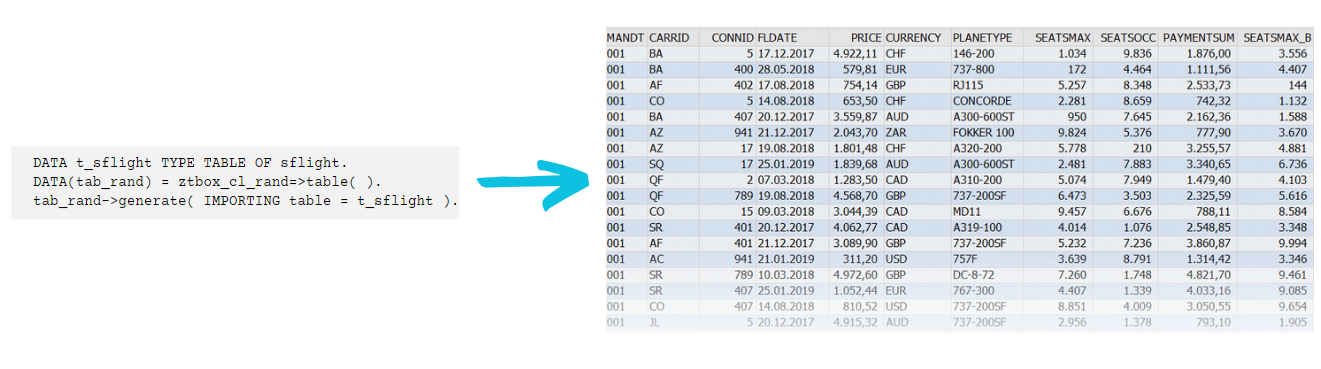 DATA t_sflight TYPE TABLE OF sflight.
DATA(tab_rand) = ztbox_cl_rand=>table( ).
tab_rand->generate( IMPORTING table = t_sflight ).
MANDT CARRID CONNID FLDATE PRICE CURRENCY PLANETYPE SEATSMAX SEATSOCC PAYMENTSUM SEATSMAX_B
001 BA 5 17.12.2017 4.922,11 CHF 146-200 1.034 9.836 1.876,00 3.556
001 BA 400 28.05.2018 579,81 EUR 737-800 172 4.464 1.111,56 4.407
001 AF 402 17.08.2018 754,14 GBP RJ115 5.257 8.348 2.533,73 144
001 CO 5 14.08.2018 653,50 CHF CONCORDE 2.281 8.659 742,32 1.132
001 BA 407 20.12.2017 3.559,87 AUD A300-600ST 950 7.645 2.162,36 1.588
001 AZ 941 21.12.2017 2.043,70 ZAR FOKKER 100 9.824 5.376 777,90 3.670
001 AZ 17 19.08.2018 1.801,48 CHF A320-200 5.778 210 3.255,57 4.881
001 SQ 17 25.01.2019 1.839,68 AUD A300-600ST 2.481 7.883 3.340,65 6.736
001 QF 2 07.03.2018 1.283,50 CAD A310-200 5.074 7.949 1.479,40 4.103
001 QF 789 19.08.2018 4.568,70 GBP 737-200SF 6.473 3.503 2.325,59 5.616
001 CO 15 09.03.2018 3.044,39 CAD MD11 9.457 6.676 788,11 8.584
001 SR 401 20.12.2017 4.062,77 CAD A319-100 4.014 1.076 2.548,85 3.348
001 AF 401 21.12.2017 3.089,90 GBP 737-200SF 5.232 7.236 3.860,87 9.994
001 AC 941 21.01.2019 311,20 USD 757F 3.639 8.791 1.314,42 3.346
001 SR 789 10.03.2018 4.972,60 GBP DC-8-72 7.260 1.748 4.821,70 9.461
001 SR 407 25.01.2019 1.052,44 EUR 767-300 4.407 1.339 4.033,16 9.085
001 CO 407 14.08.2018 810,52 USD 737-200SF 8.851 4.009 3.050,55 9.654
001 JL 5 20.12.2017 4.915,32 AUD 737-200SF 2.956 1.378 793,10 1.905